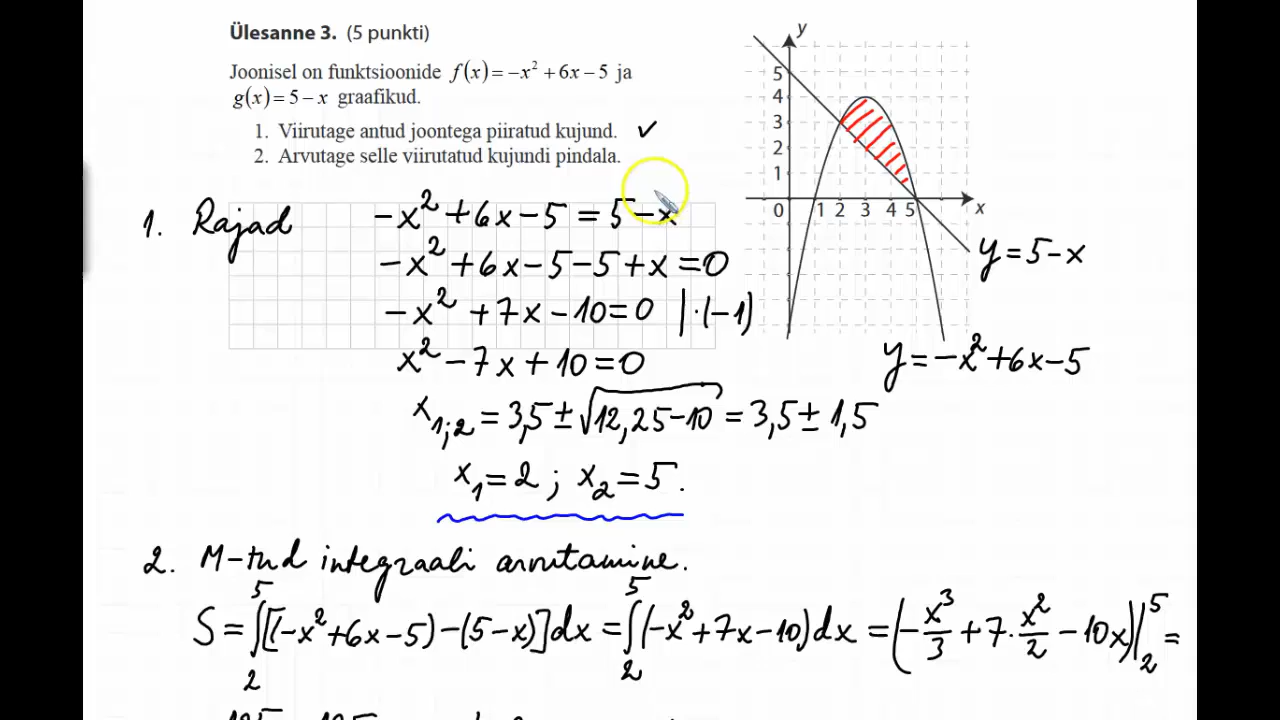 Ülesanne 3. (5 punkti)
Joonisel on funktsioonide f(x) = −x² + 6x − 5 ja
g(x) = 5 − x graafikud.
1. Viirutage antud joontega piiratud kujund. ✓
2. Arvutage selle viirutatud kujundi pindala.
y
5
4
3
2
1
0 1 2 3 4 5 x
y = 5 − x
y = −x² + 6x − 5
1. Rajad −x² + 6x − 5 = 5 − x
−x² + 6x − 5 − 5 + x = 0
−x² + 7x − 10 = 0 | · (−1)
x² − 7x + 10 = 0
x₁;₂ = 3,5 ± √(12,25 − 10) = 3,5 ± 1,5
x₁ = 2 ; x₂ = 5.
2. M-tud integraali arvutamine.
S = ∫₂⁵ [(−x² + 6x − 5) − (5 − x)] dx = ∫₂⁵ (−x² + 7x − 10) dx = (−x³/3 + 7 · x²/2 − 10x) |₂⁵ =